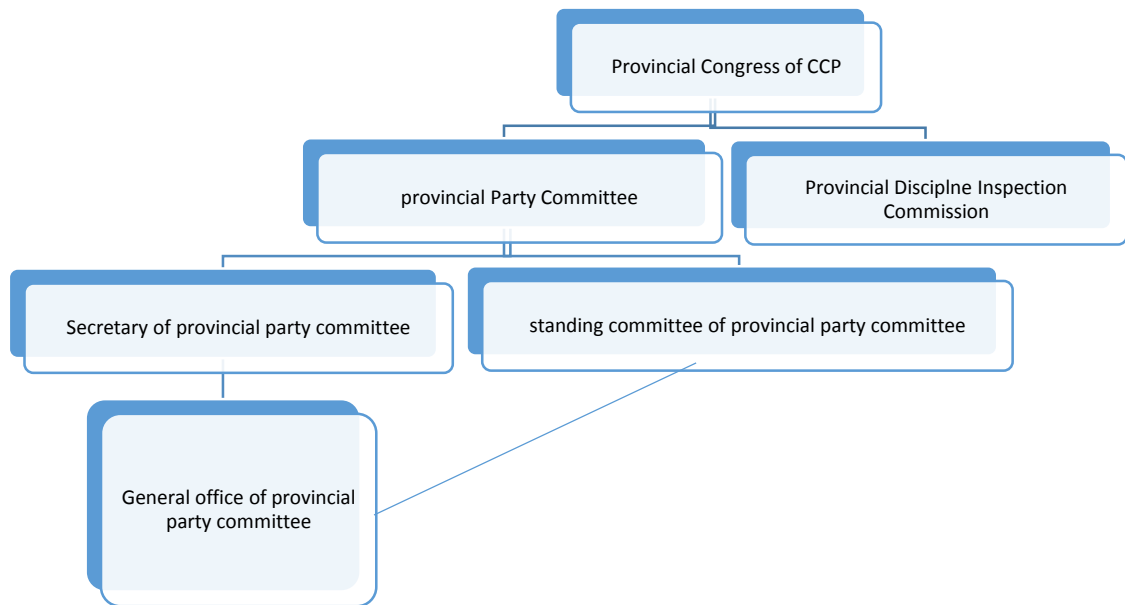 Provincial Congress of CCP
provincial Party Committee
Provincial Disciplne Inspection
Commission
Secretary of provincial party committee
standing committee of provincial party committee
General office of provincial
party committee